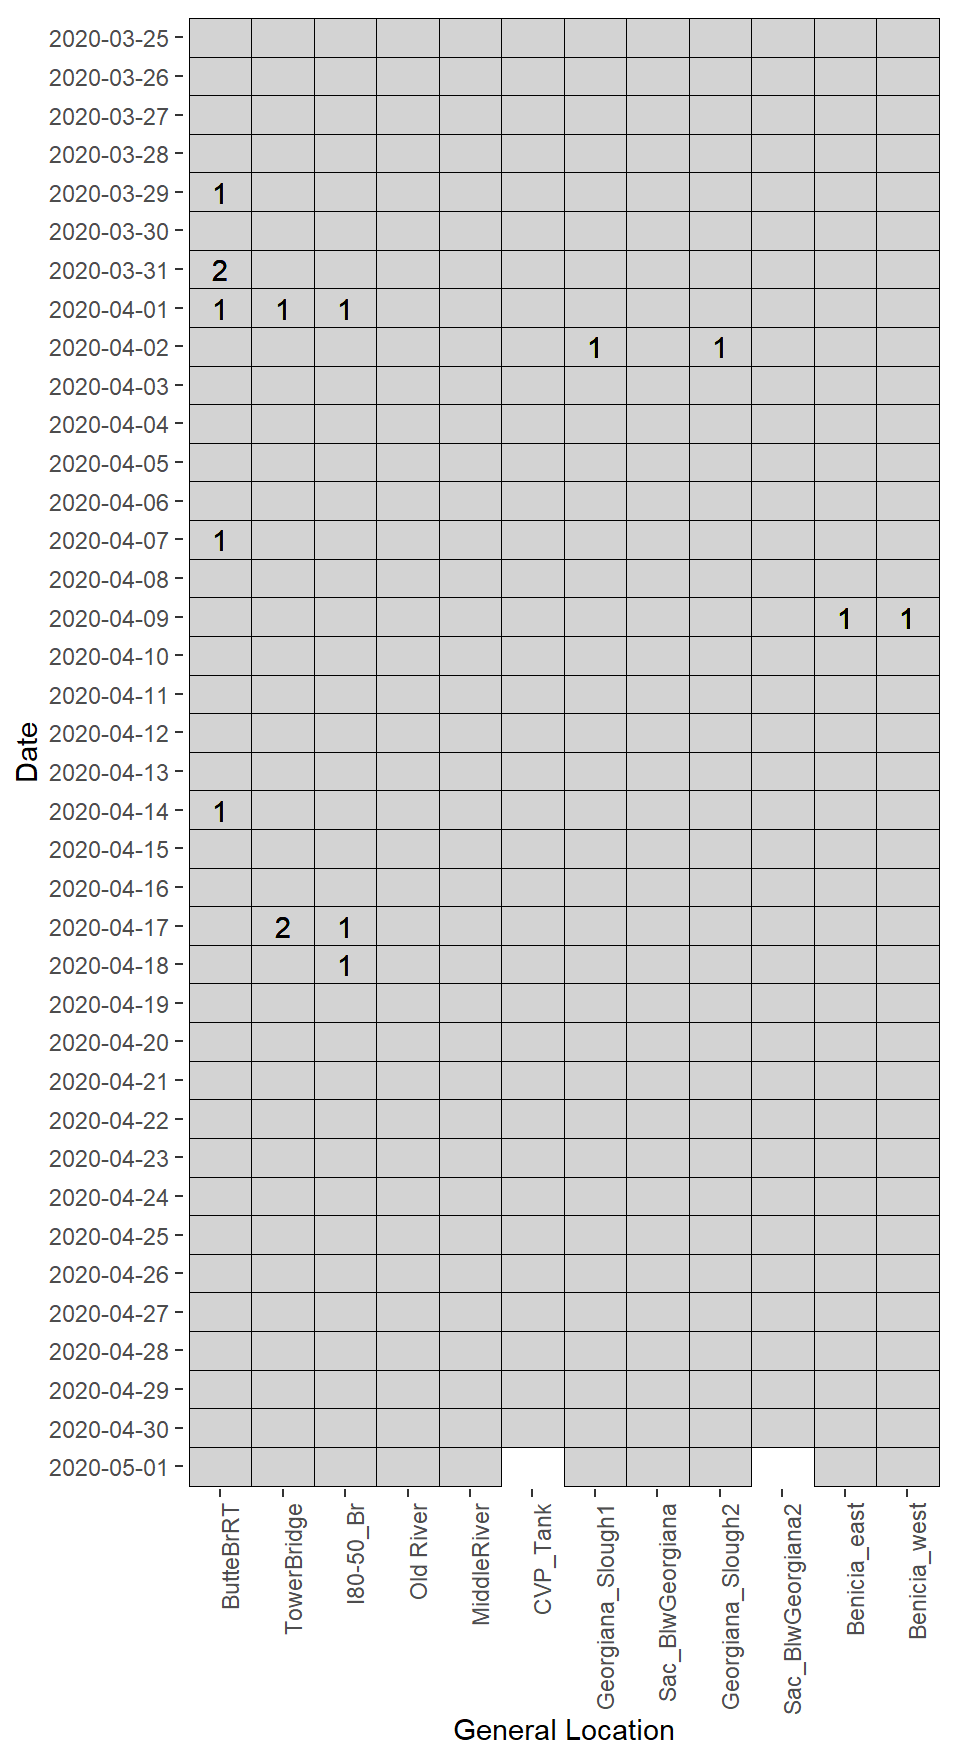 2020-03-25
2020-03-26
2020-03-27
2020-03-28
2020-03-29 1
2020-03-30
2020-03-31 2
2020-04-01 1 1 1
2020-04-02 1 1
2020-04-03
2020-04-04
2020-04-05
2020-04-06
2020-04-07 1
2020-04-08
2020-04-09 1 1
2020-04-10
2020-04-11
2020-04-12
2020-04-13
2020-04-14 1
2020-04-15
2020-04-16
2020-04-17 2 1
2020-04-18 1
2020-04-19
2020-04-20
2020-04-21
2020-04-22
2020-04-23
2020-04-24
2020-04-25
2020-04-26
2020-04-27
2020-04-28
2020-04-29
2020-04-30
2020-05-01
Date
ButteBrRT
TowerBridge
I80-50_Br
Old River
MiddleRiver
CVP_Tank
Georgiana_Slough1
Sac_BlwGeorgiana
Georgiana_Slough2
Sac_BlwGeorgiana2
Benicia_east
Benicia_west
General Location